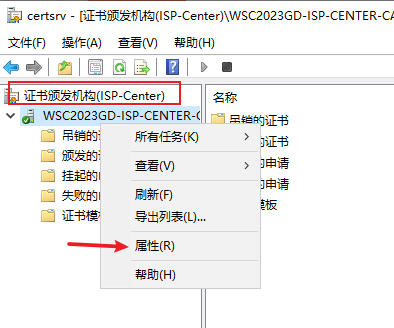 certsrv - [证书颁发机构(ISP-Center)\WSC2023GD-ISP-CENTER-CA
文件(F) 操作(A) 查看(V) 帮助(H)
证书颁发机构(ISP-Center)
WSC2023GD-ISP-CENTER-C
吊销的
颁发的
挂起的
失败的
证书模
名称
吊销的证书
的证书
的申请
的申请
模板
所有任务(K)
查看(V)
刷新(F)
导出列表(L)...
属性(R)
帮助(H)